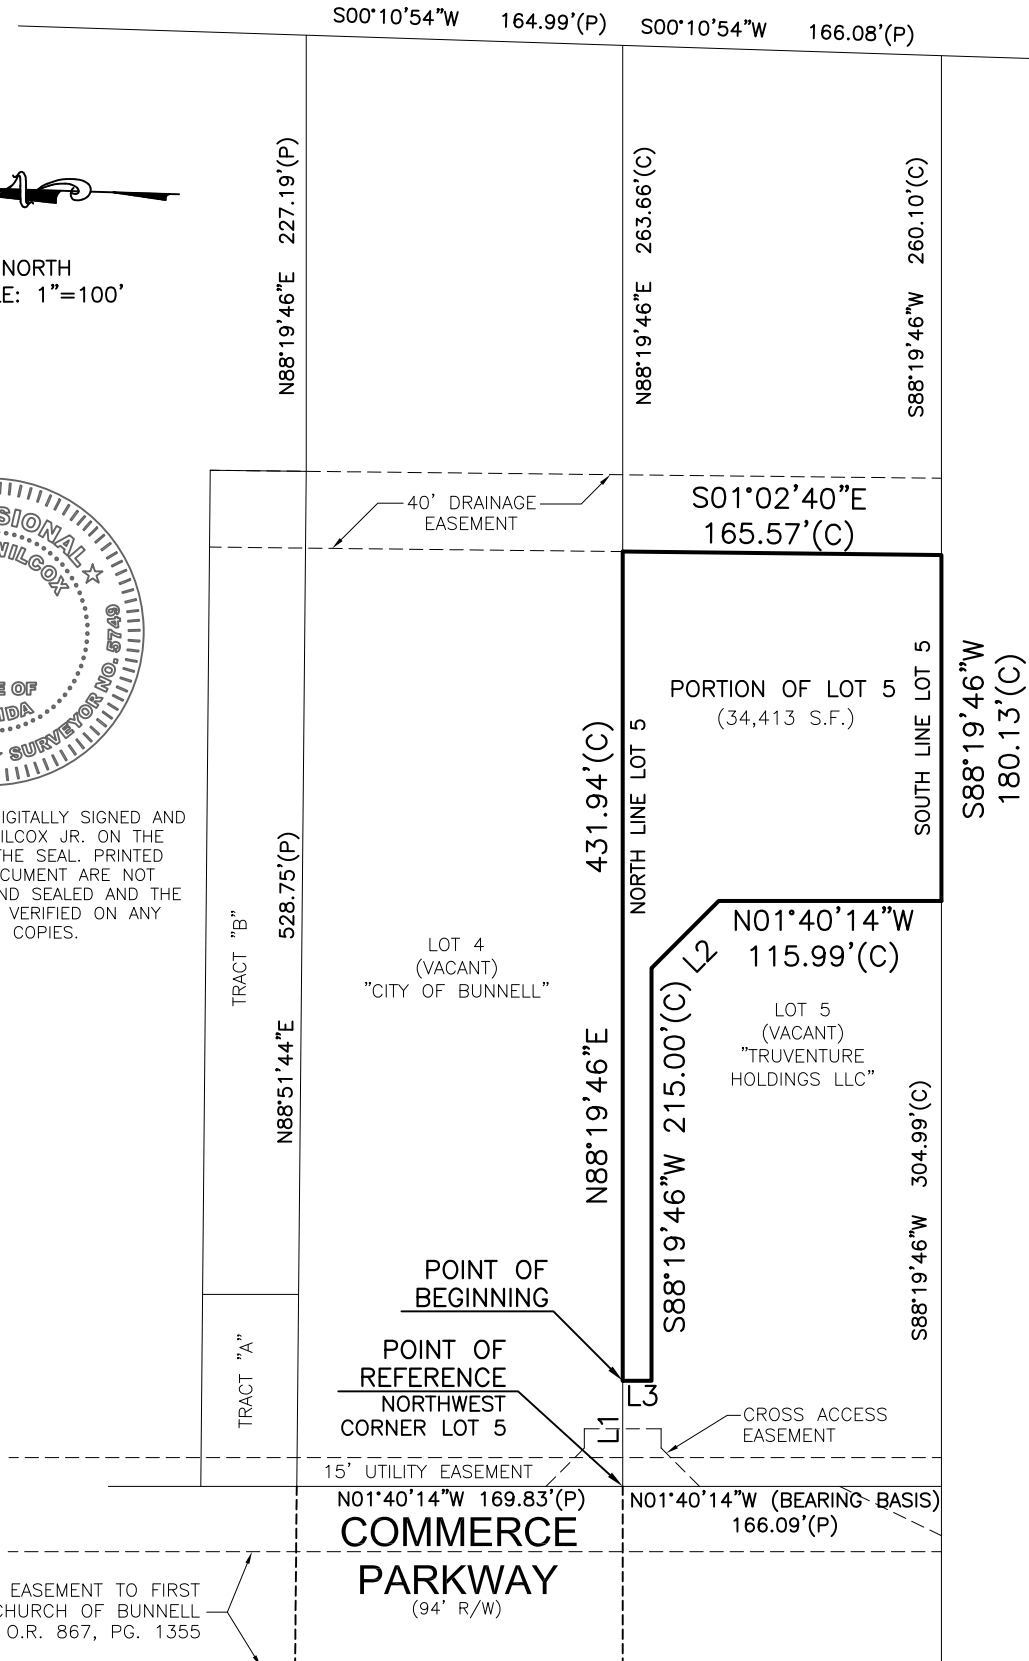 S00°10'54"W 164.99'(P) S00°10'54"W 166.08'(P)
N88°19'46"E 227.19'(P)
N88°19'46"E 263.66'(C)
S88°19'46"W 260.10'(C)
NORTH
E: 1"=100'
40' DRAINAGE
EASEMENT
S01°02'40"E
165.57'(C)
SIONAL
WILCOX
E OF
IDA
SURVEYOR NO. 5749
PORTION OF LOT 5
(34,413 S.F.)
NORTH LINE LOT 5
SOUTH LINE LOT 5
S88°19'46"W
180.13'(C)
IGITALLY SIGNED AND
ILCOX JR. ON THE
THE SEAL. PRINTED
CUMENT ARE NOT
ND SEALED AND THE
VERIFIED ON ANY
COPIES.
TRACT "B"
N88°51'44"E 528.75'(P)
LOT 4
(VACANT)
"CITY OF BUNNELL"
N88°19'46"E 431.94'(C)
L2
N01°40'14"W
115.99'(C)
S88°19'46"W 215.00'(C)
LOT 5
(VACANT)
"TRUVENTURE
HOLDINGS LLC"
S88°19'46"W 304.99'(C)
POINT OF
BEGINNING
POINT OF
REFERENCE
NORTHWEST
CORNER LOT 5
TRACT "A"
L3
L1
CROSS ACCESS
EASEMENT
15' UTILITY EASEMENT
N01°40'14"W 169.83'(P)
N01°40'14"W (BEARING BASIS)
166.09'(P)
COMMERCE
PARKWAY
(94' R/W)
EASEMENT TO FIRST
CHURCH OF BUNNELL
O.R. 867, PG. 1355